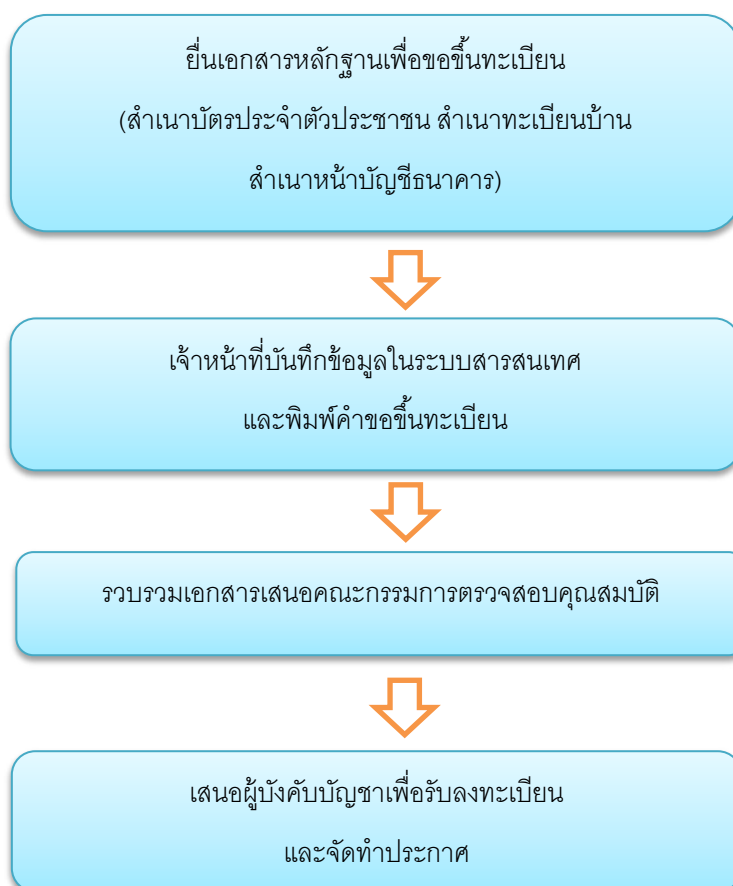 ยื่นเอกสารหลักฐานเพื่อขอขึ้นทะเบียน
(สำเนาบัตรประจำตัวประชาชน สำเนาทะเบียนบ้าน
สำเนาหน้าบัญชีธนาคาร)
เจ้าหน้าที่บันทึกข้อมูลในระบบสารสนเทศ
และพิมพ์คำขอขึ้นทะเบียน
รวบรวมเอกสารเสนอคณะกรรมการตรวจสอบคุณสมบัติ
เสนอผู้บังคับบัญชาเพื่อรับลงทะเบียน
และจัดทำประกาศ